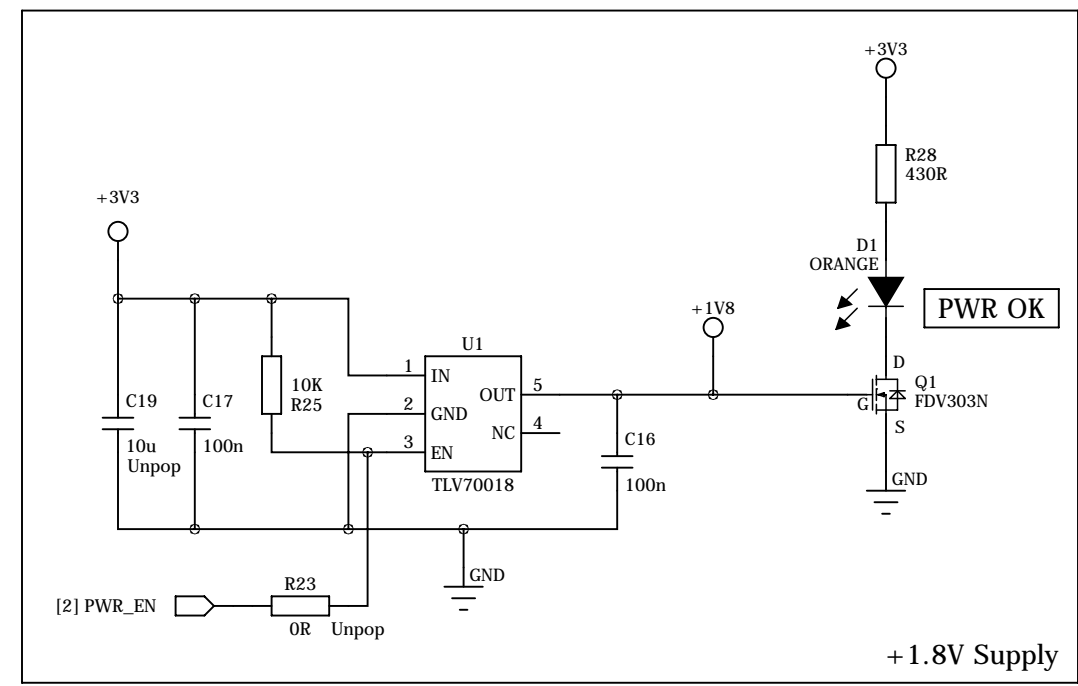 +3V3
R28
430R
+3V3
D1
ORANGE
PWR OK
+1V8
U1
1
IN
10K
R25
D
Q1
FDV303N
C19
C17
2
GND
OUT
5
G
10u
Unpop
100n
3
EN
NC
4
C16
S
TLV70018
100n
GND
R23
GND
[2] PWR_EN
0R
Unpop
+1.8V Supply